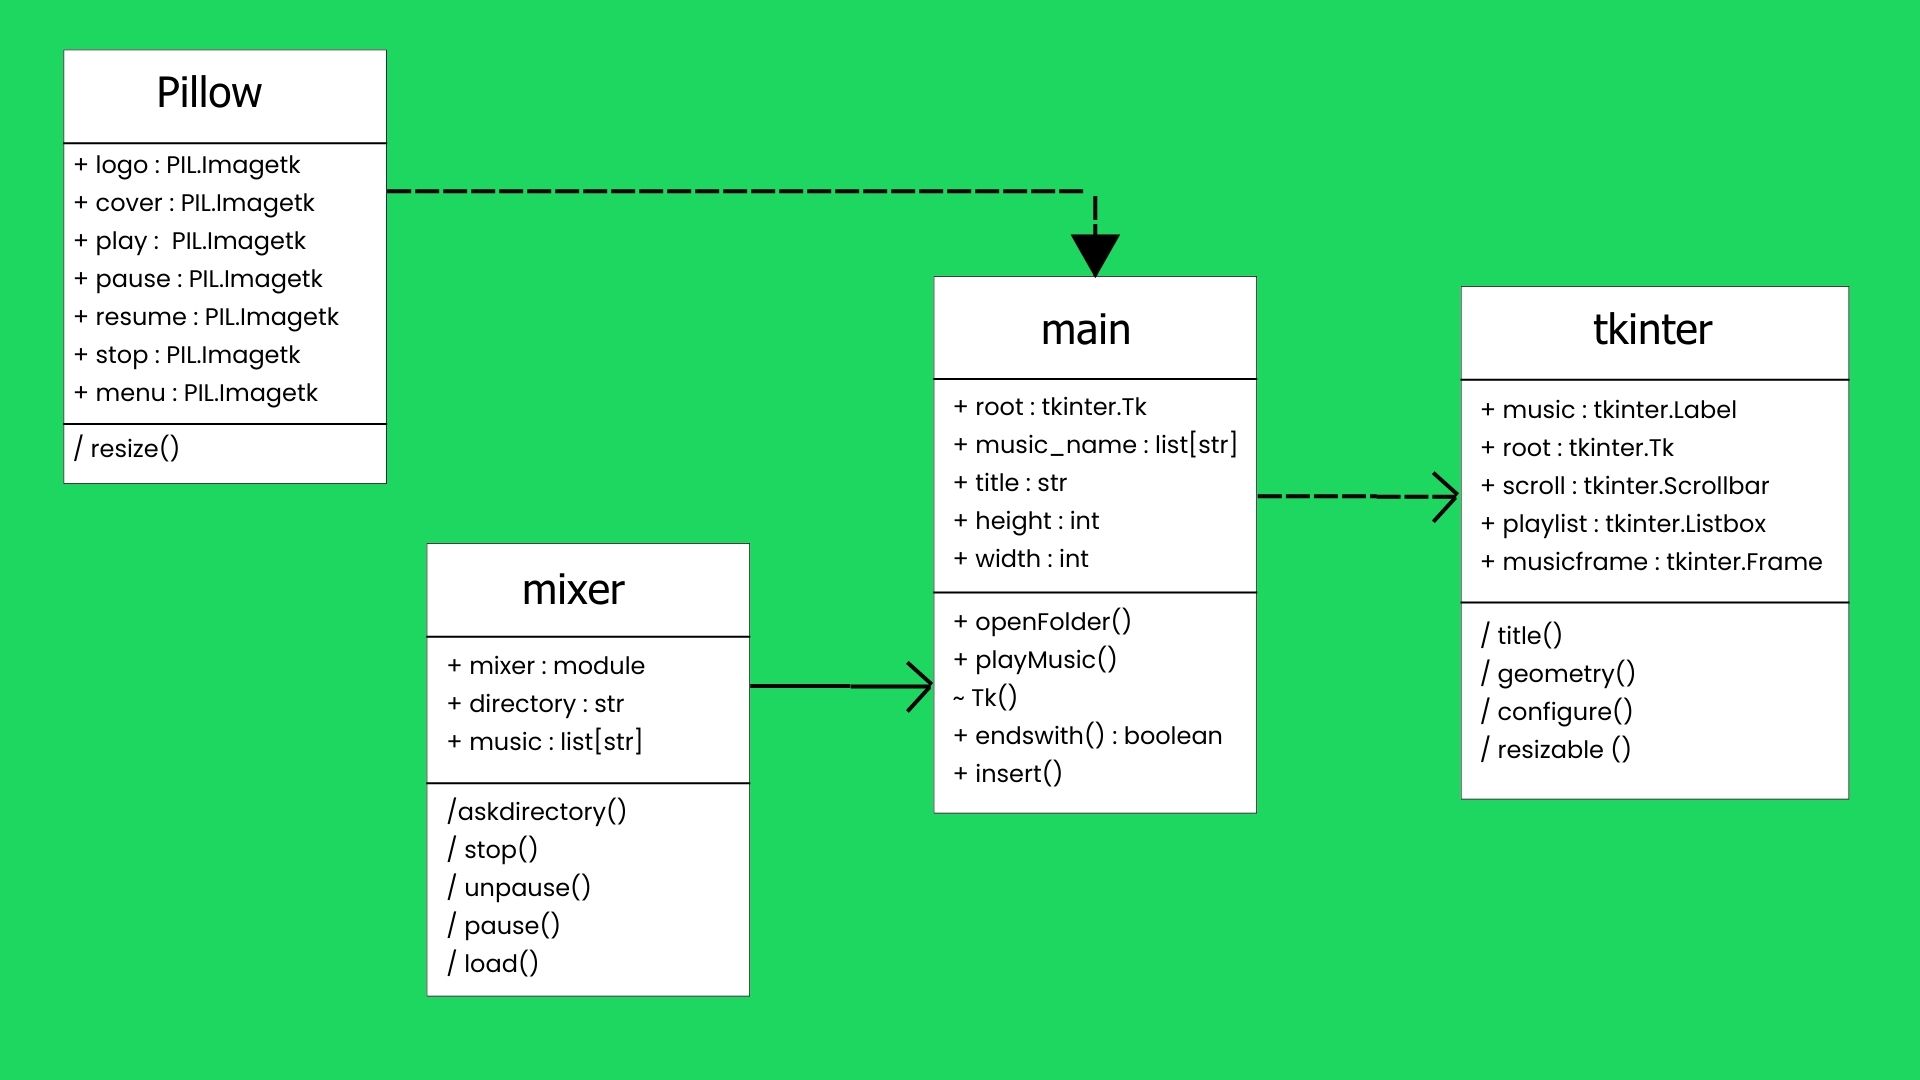 Pillow
+ logo : PIL.Imagetk
+ cover : PIL.Imagetk
+ play :  PIL.Imagetk
+ pause : PIL.Imagetk
+ resume : PIL.Imagetk
+ stop : PIL.Imagetk
+ menu : PIL.Imagetk
/ resize()
mixer
+ mixer : module
+ directory : str
+ music : list[str]
/askdirectory()
/ stop()
/ unpause()
/ pause()
/ load()
main
+ root : tkinter.Tk
+ music_name : list[str]
+ title : str
+ height : int
+ width : int
+ openFolder()
+ playMusic()
~ Tk()
+ endswith() : boolean
+ insert()
tkinter
+ music : tkinter.Label
+ root : tkinter.Tk
+ scroll : tkinter.Scrollbar
+ playlist : tkinter.Listbox
+ musicframe : tkinter.Frame
/ title()
/ geometry()
/ configure()
/ resizable ()